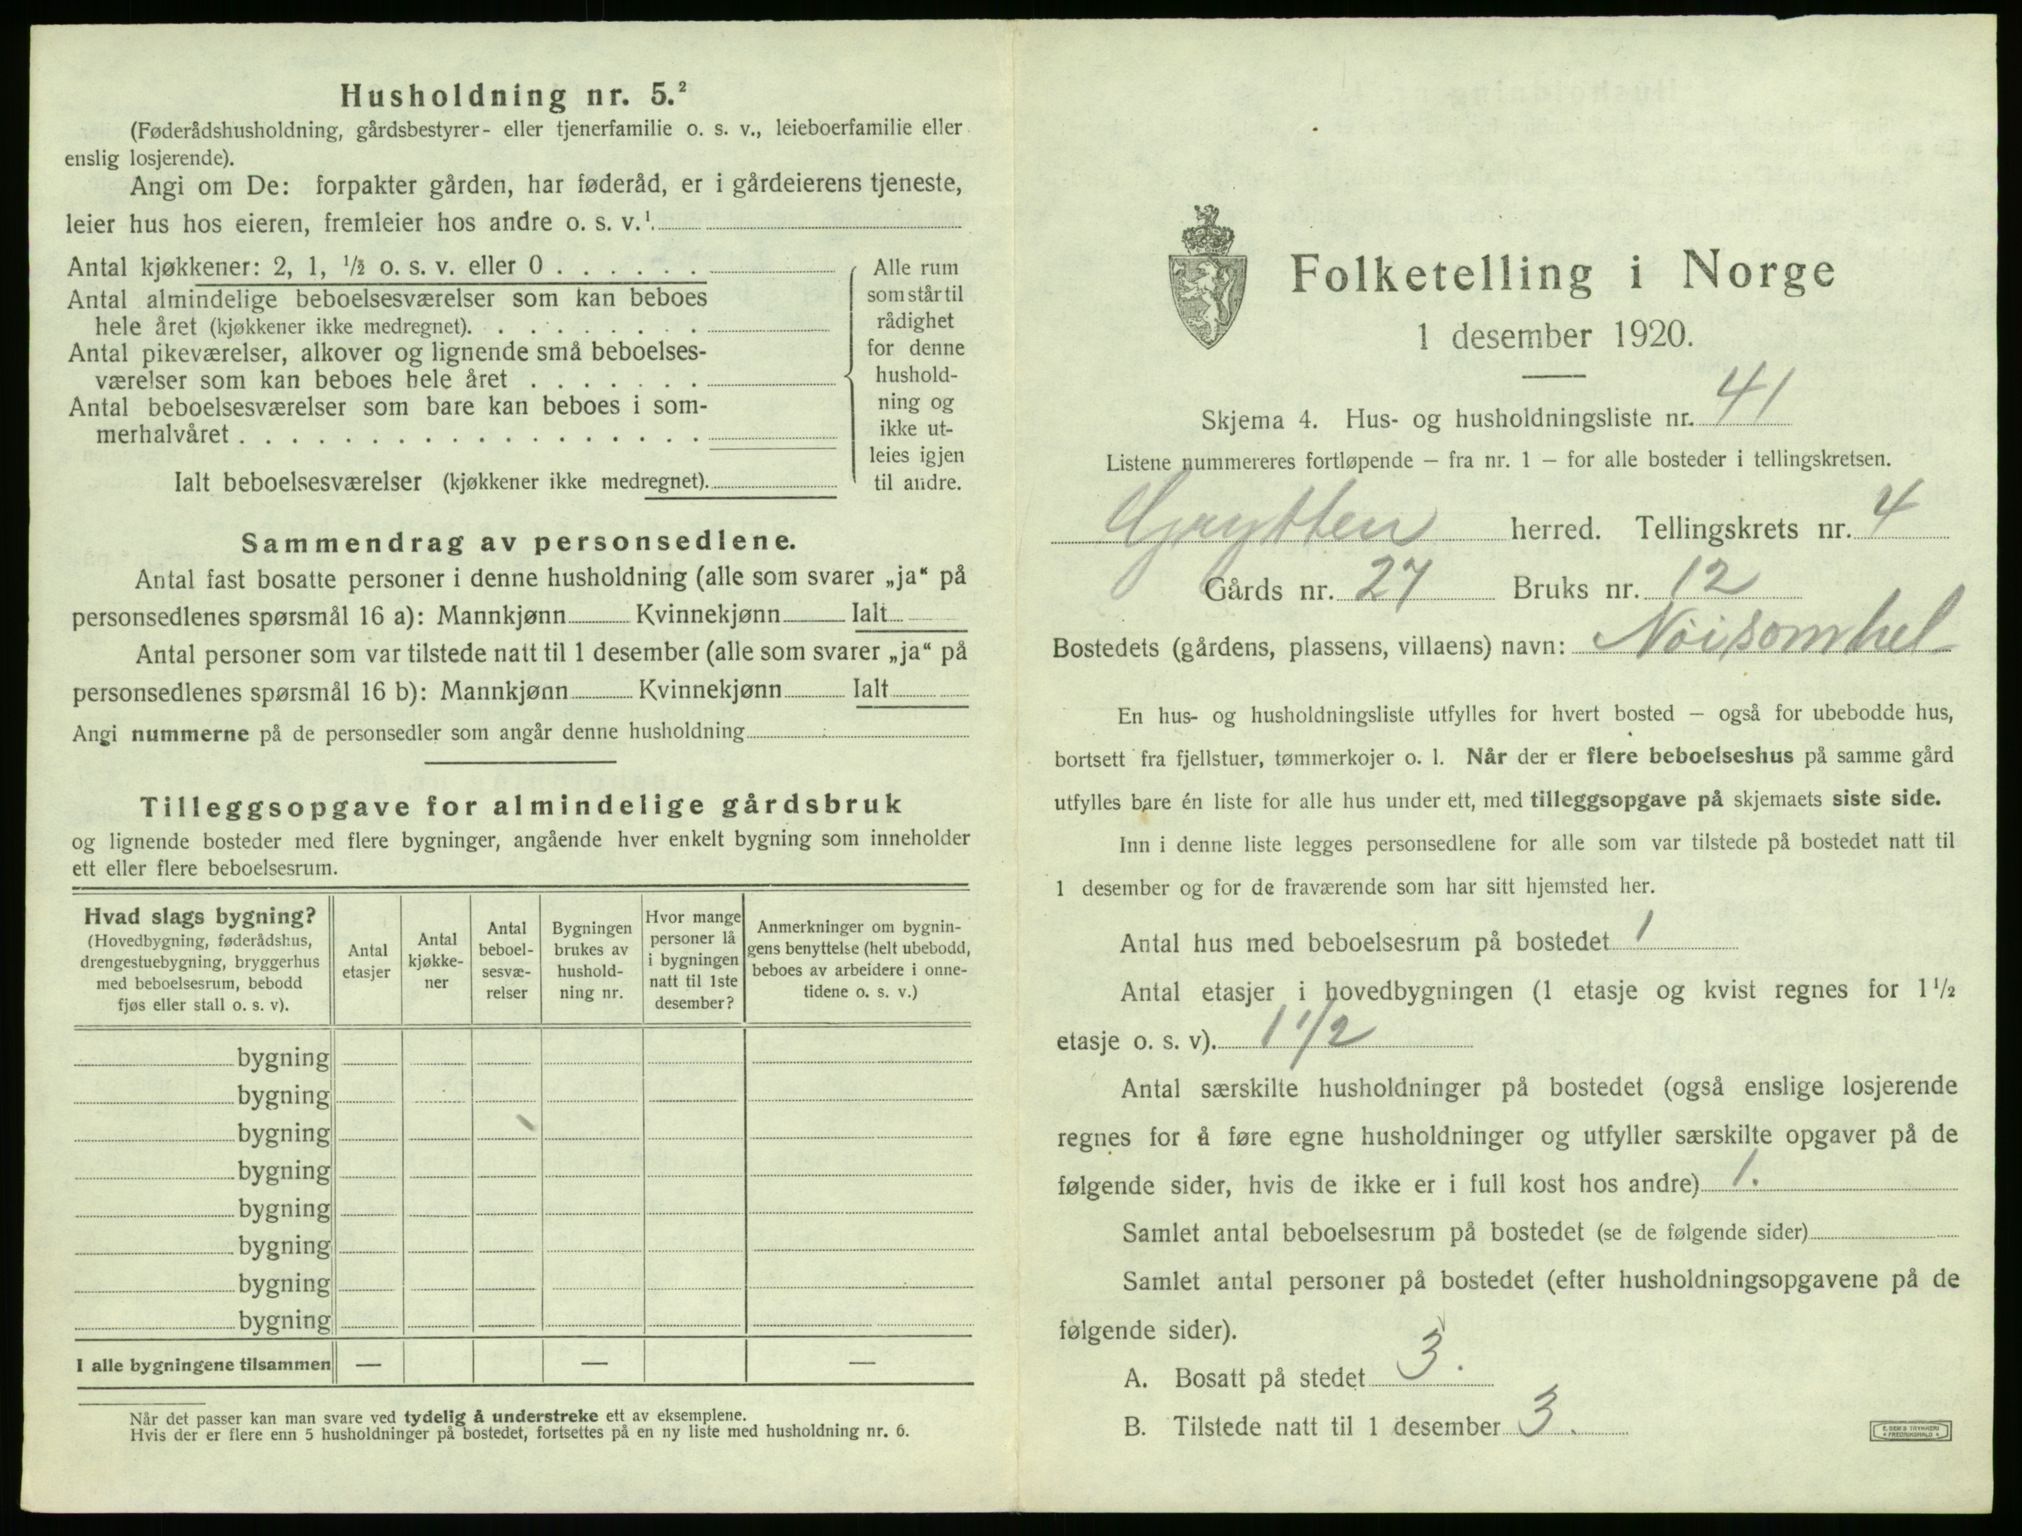 Husholdning nr. 5.²
(Føderådshusholdning, gårdsbestyrer- eller tjenerfamilie o. s. v., leieboerfamilie eller
enslig losjerende).
Angi om De: forpakter gården, har føderåd, er i gårdeierens tjeneste,
leier hus hos eieren, fremleier hos andre o. s. v.¹
Antal kjøkkener: 2, 1, ½ o. s. v. eller 0 . . . . . .
Antal almindelige beboelsesværelser som kan beboes
hele året (kjøkkener ikke medregnet). . . . . . . . .
Antal pikeværelser, alkover og lignende små beboelses-
værelser som kan beboes hele året . . . . . . .
Antal beboelsesværelser som bare kan beboes i som-
merhalvåret . . . . . . . . . . . . . . . . . .
Ialt beboelsesværelser (kjøkkener ikke medregnet)
Alle rum
som står til
rådighet
for denne
hushold-
ning og
ikke ut-
leies igjen
til andre.
Sammendrag av personsedlene.
Antal fast bosatte personer i denne husholdning (alle som svarer „ja“ på
personsedlenes spørsmål 16 a): Mannkjønn Kvinnekjønn Ialt
Antal personer som var tilstede natt til 1 desember (alle som svarer „ja“ på
personsedlenes spørsmål 16 b): Mannkjønn Kvinnekjønn Ialt
Angi nummerne på de personsedler som angår denne husholdning
Tilleggsopgave for almindelige gårdsbruk
og lignende bosteder med flere bygninger, angående hver enkelt bygning som inneholder
ett eller flere beboelsesrum.
Hvad slags bygning?
(Hovedbygning, føderådshus,
drengestuebygning, bryggerhus
med beboelsesrum, bebodd
fjøs eller stall o. s. v).
Antal
etasjer
Antal
kjøkke-
ner
Antal
beboel-
sesvæ-
relser
Bygningen
brukes av
hushold-
ning nr.
Hvor mange
personer lå
i bygningen
natt til 1ste
desember?
Anmerkninger om bygnin-
gens benyttelse (helt ubebodd,
beboes av arbeidere i onne-
tidene o. s. v.)
bygning
bygning
bygning
bygning
bygning
bygning
bygning
bygning
I alle bygningene tilsammen — — —
Når det passer kan man svare ved tydelig å understreke ett av eksemplene.
Hvis der er flere enn 5 husholdninger på bostedet, fortsettes på en ny liste med husholdning nr. 6.
Folketelling i Norge
1 desember 1920.
Skjema 4. Hus- og husholdningsliste nr. 41
Listene nummereres fortløpende – fra nr. 1 – for alle bosteder i tellingskretsen.
Grytten herred. Tellingskrets nr. 4
Gårds nr. 27 Bruks nr. 12
Bostedets (gårdens, plassens, villaens) navn: Nöisomhel
En hus- og husholdningsliste utfylles for hvert bosted – også for ubebodde hus,
bortsett fra fjellstuer, tømmerkojer o. l. Når der er flere beboelseshus på samme gård
utfylles bare én liste for alle hus under ett, med tilleggsopgave på skjemaets siste side.
Inn i denne liste legges personsedlene for alle som var tilstede på bostedet natt til
1 desember og for de fraværende som har sitt hjemsted her.
Antal hus med beboelsesrum på bostedet 1
Antal etasjer i hovedbygningen (1 etasje og kvist regnes for 1 1/2
etasje o. s. v). 1 1/2
Antal særskilte husholdninger på bostedet (også enslige losjerende
regnes for å føre egne husholdninger og utfyller særskilte opgaver på de
følgende sider, hvis de ikke er i full kost hos andre) 1.
Samlet antal beboelsesrum på bostedet (se de følgende sider)
Samlet antal personer på bostedet (efter husholdningsopgavene på de
følgende sider).
A. Bosatt på stedet 3.
B. Tilstede natt til 1 desember 3.